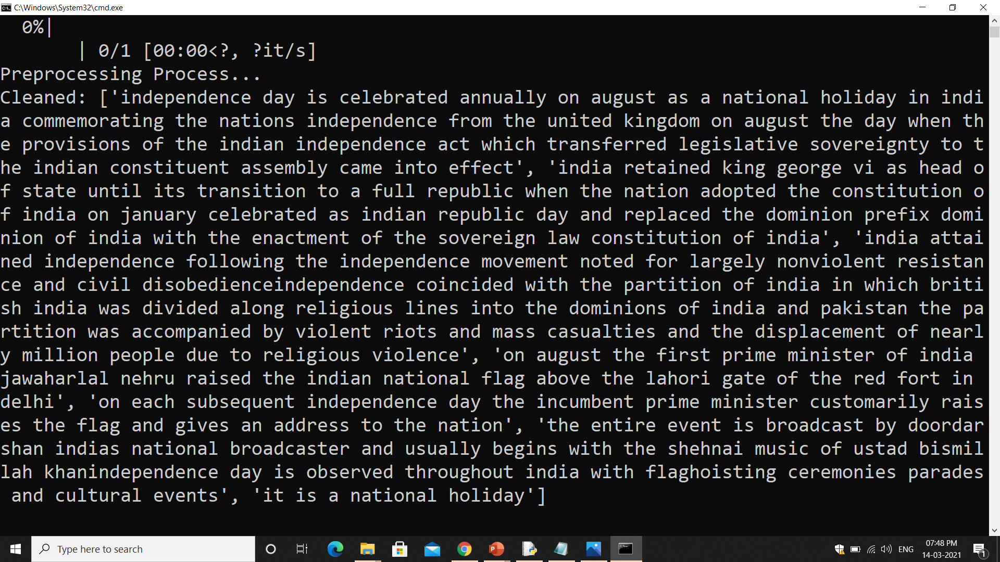 C:\Windows\System32\cmd.exe
0%|
| 0/1 [00:00<?, ?it/s]
Preprocessing Process...
Cleaned: ['independence day is celebrated annually on august as a national holiday in indi
a commemorating the nations independence from the united kingdom on august the day when th
e provisions of the indian independence act which transferred legislative sovereignty to t
he indian constituent assembly came into effect', 'india retained king george vi as head o
f state until its transition to a full republic when the nation adopted the constitution o
f india on january celebrated as indian republic day and replaced the dominion prefix domi
nion of india with the enactment of the sovereign law constitution of india', 'india attai
ned independence following the independence movement noted for largely nonviolent resistan
ce and civil disobedienceindependence coincided with the partition of india in which briti
sh india was divided along religious lines into the dominions of india and pakistan the pa
rtition was accompanied by violent riots and mass casualties and the displacement of nearl
y million people due to religious violence', 'on august the first prime minister of india
jawaharlal nehru raised the indian national flag above the lahori gate of the red fort in
delhi', 'on each subsequent independence day the incumbent prime minister customarily rais
es the flag and gives an address to the nation', 'the entire event is broadcast by doordar
shan indias national broadcaster and usually begins with the shehnai music of ustad bismil
lah khanindependence day is observed throughout india with flaghoisting ceremonies parades
 and cultural events', 'it is a national holiday']
Type here to search
ENG
07:48 PM
14-03-2021
1